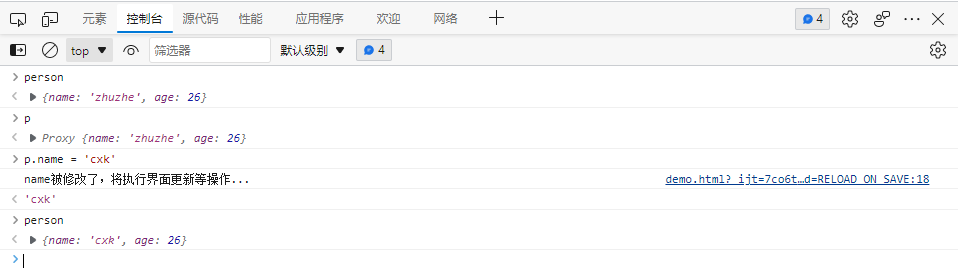 元素 控制台 源代码 性能 应用程序 欢迎 网络 4
top 筛选器 默认级别 4
person
{name: 'zhuzhe', age: 26}
p
Proxy {name: 'zhuzhe', age: 26}
p.name = 'cxk'
name被修改了，将执行界面更新等操作... demo.html?_ijt=7co6t…d=RELOAD_ON_SAVE:18
'cxk'
person
{name: 'cxk', age: 26}